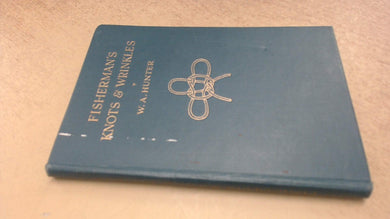 FISHERMAN'S
KNOTS & WRINKLES
W. A. HUNTER